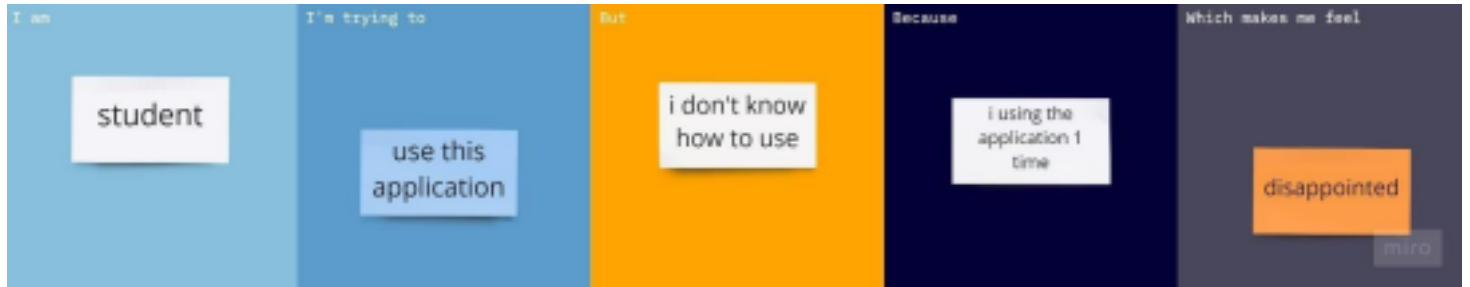 I am
student
I'm trying to
use this
application
But
i don't know
how to use
Because
i using the
application 1
time
Which makes me feel
disappointed
miro